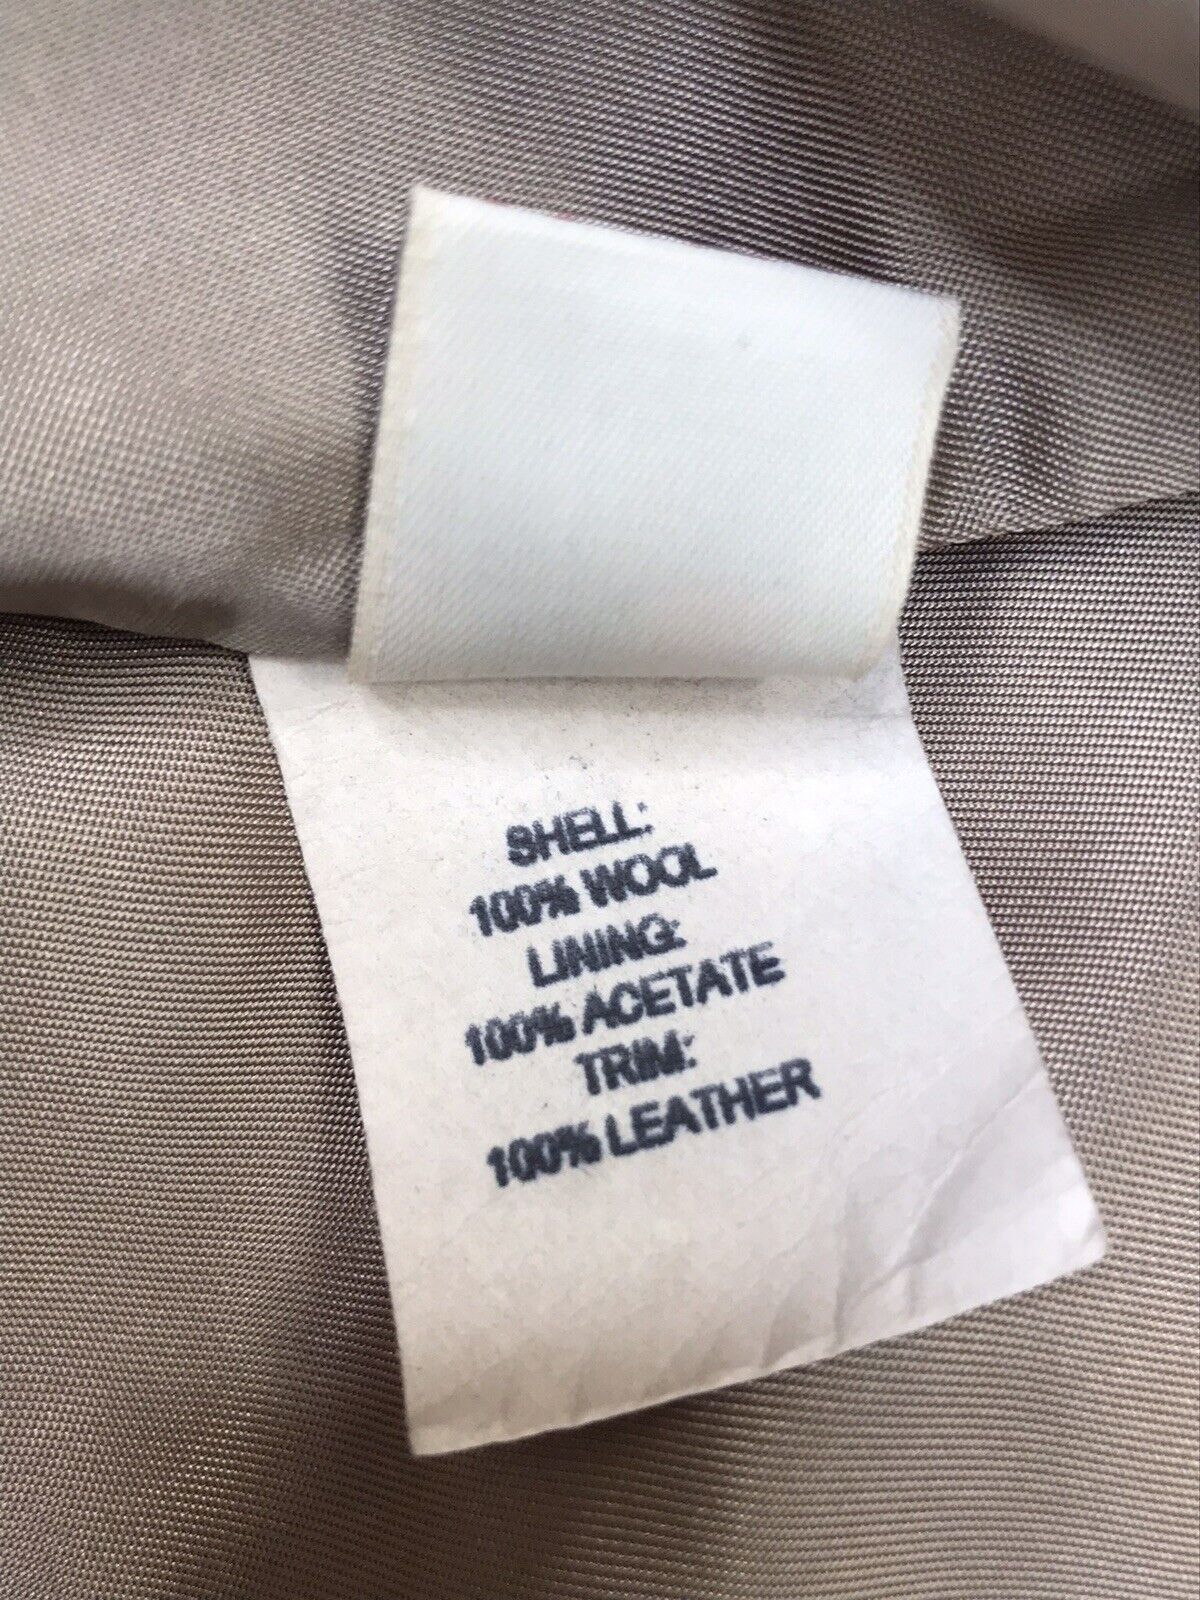 SHELL:
100% WOOL
LINING:
100% ACETATE
TRIM:
100% LEATHER